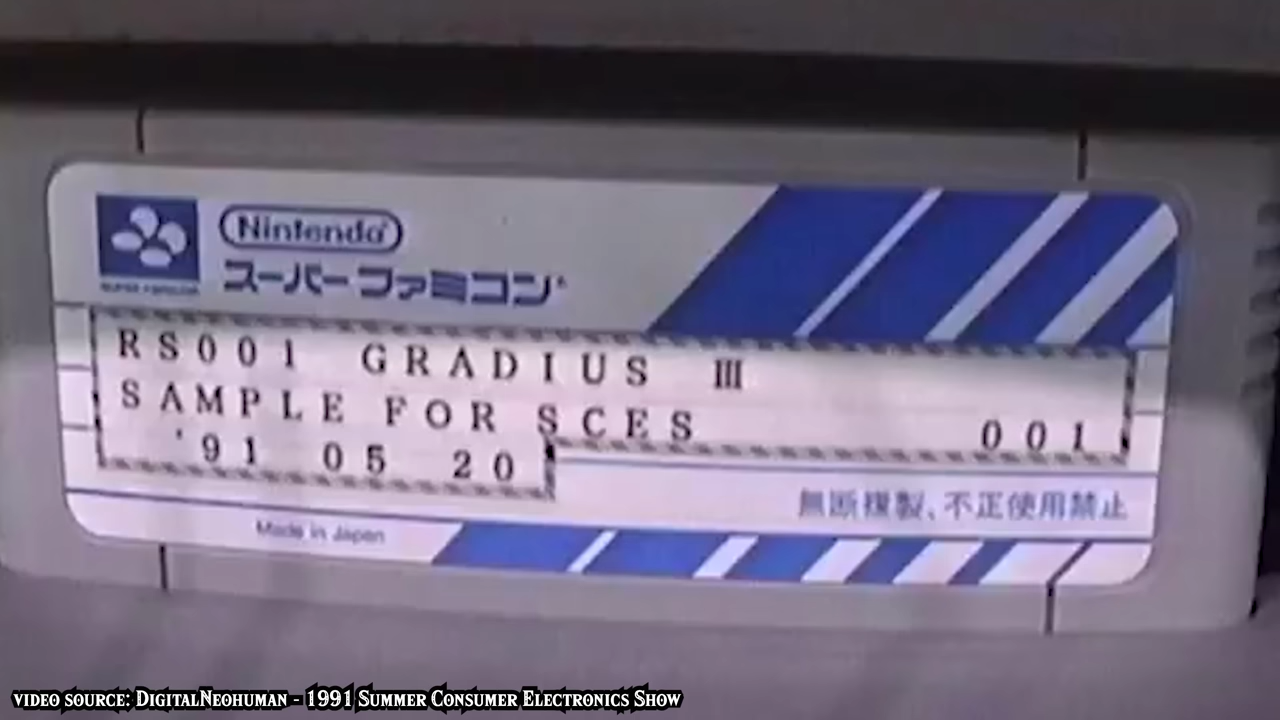 Nintendo
スーパーファミコン
RS001 GRADIUS III
SAMPLE FOR SCES 001
'91 05 20
無断複製、不正使用禁止
Made in Japan
VIDEO SOURCE: DIGITALNEOHUMAN - 1991 SUMMER CONSUMER ELECTRONICS SHOW